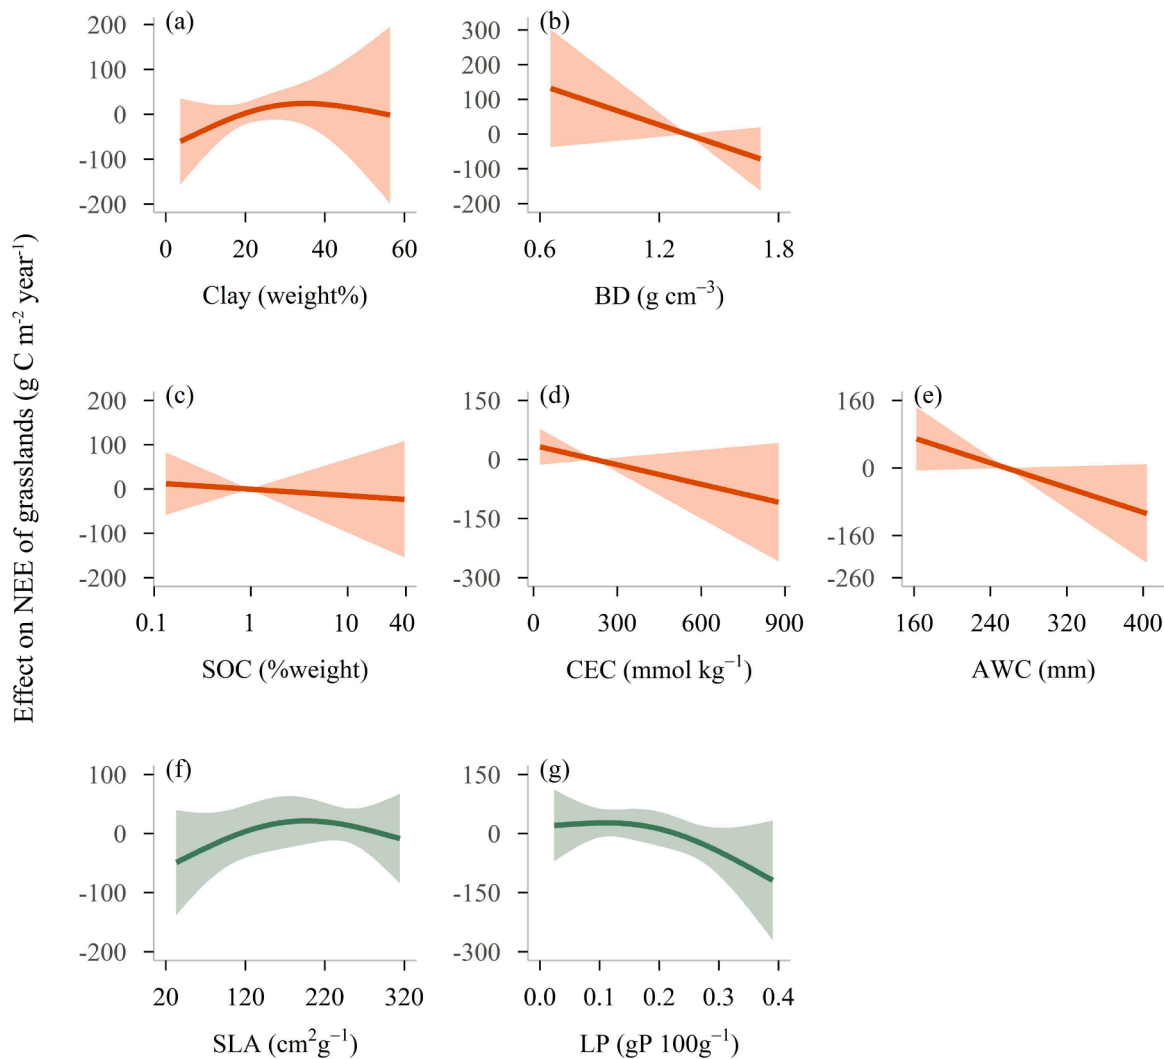 Effect on NEE of grasslands (g C m⁻² year⁻¹)
(a)
200
100
0
-100
-200
0 20 40 60
Clay (weight%)
(b)
300
200
100
0
-100
-200
0.6 1.2 1.8
BD (g cm⁻³)
(c)
200
100
0
-100
-200
0.1 1 10 40
SOC (%weight)
(d)
150
0
-150
-300
0 300 600 900
CEC (mmol kg⁻¹)
(e)
160
0
-160
-260
160 240 320 400
AWC (mm)
(f)
100
0
-100
-200
20 120 220 320
SLA (cm²g⁻¹)
(g)
150
0
-150
-300
0.0 0.1 0.2 0.3 0.4
LP (gP 100g⁻¹)